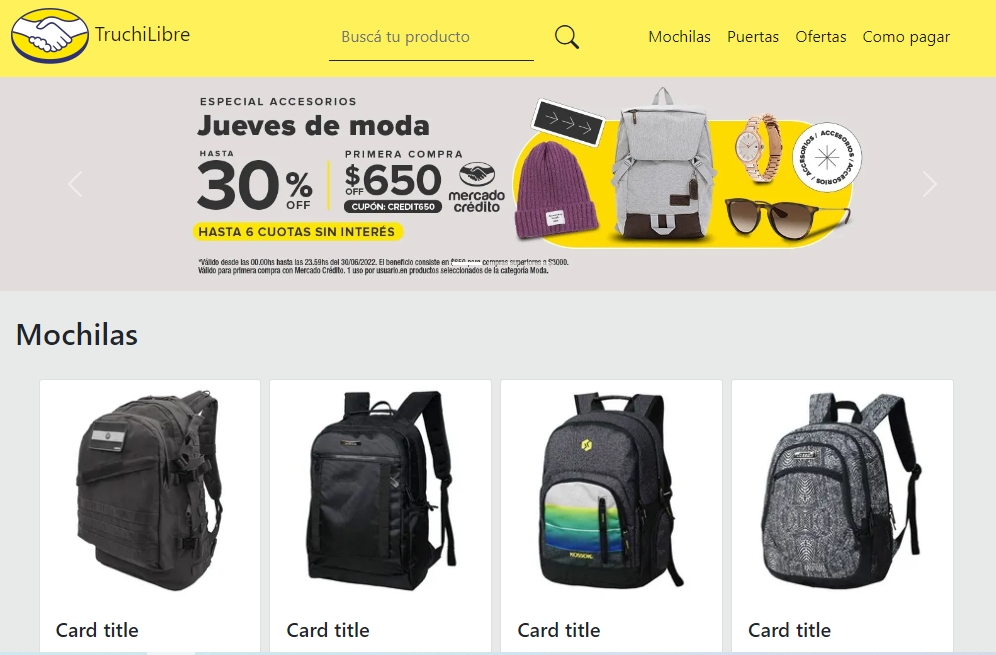 TruchiLibre
Buscá tu producto
Mochilas
Puertas
Ofertas
Como pagar
ESPECIAL ACCESORIOS
Jueves de moda
HASTA
30% OFF
PRIMERA COMPRA
$650 OFF
CUPÓN: CREDIT650
mercado
crédito
HASTA 6 CUOTAS SIN INTERÉS
*Válido desde las 00.00hs hasta las 23.59hs del 30/06/2022. El beneficio consiste en $650 para compras superiores a $3000.
Válido para primera compra con Mercado Crédito. 1 uso por usuario.en productos seleccionados de la categoría Moda.
ACCESORIOS / ACCESORIOS / ACCESORIOS /
Mochilas
KOSSOK
Card title
Card title
Card title
Card title